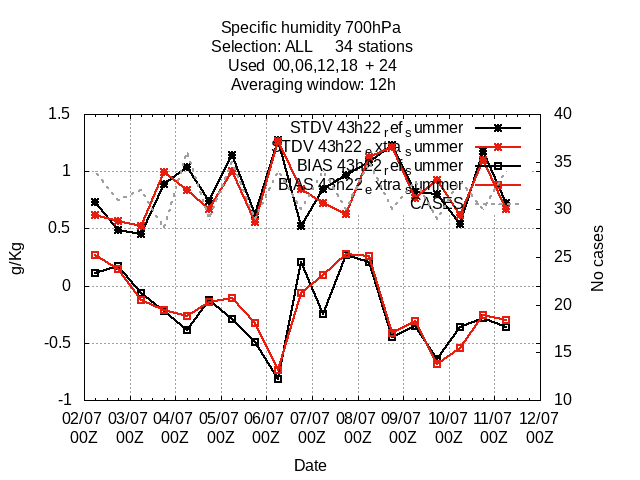 Specific humidity 700hPa
Selection: ALL 34 stations
Used 00,06,12,18 + 24
Averaging window: 12h
1.5
1
0.5
0
-0.5
-1
g/Kg
STDV 43h22_ref_summer
STDV 43h22_extra_summer
BIAS 43h22_ref_summer
BIAS 43h22_extra_summer
CASES
40
35
30
25
20
15
10
No cases
02/07 03/07 04/07 05/07 06/07 07/07 08/07 09/07 10/07 11/07 12/07
00Z 00Z 00Z 00Z 00Z 00Z 00Z 00Z 00Z 00Z 00Z
Date